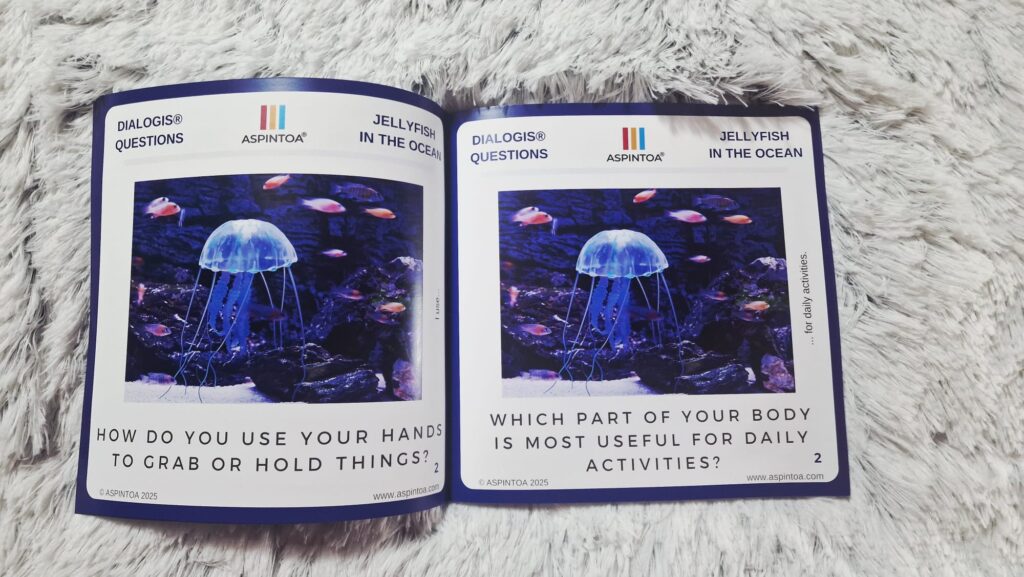 DIALOGIS®
QUESTIONS
ASPINTOA®
JELLYFISH
IN THE OCEAN
I use...
HOW DO YOU USE YOUR HANDS
TO GRAB OR HOLD THINGS?
2
© ASPINTOA 2025
www.aspintoa.com
DIALOGIS®
QUESTIONS
ASPINTOA®
JELLYFISH
IN THE OCEAN
... for daily activities.
WHICH PART OF YOUR BODY
IS MOST USEFUL FOR DAILY
ACTIVITIES?
2
© ASPINTOA 2025
www.aspintoa.com